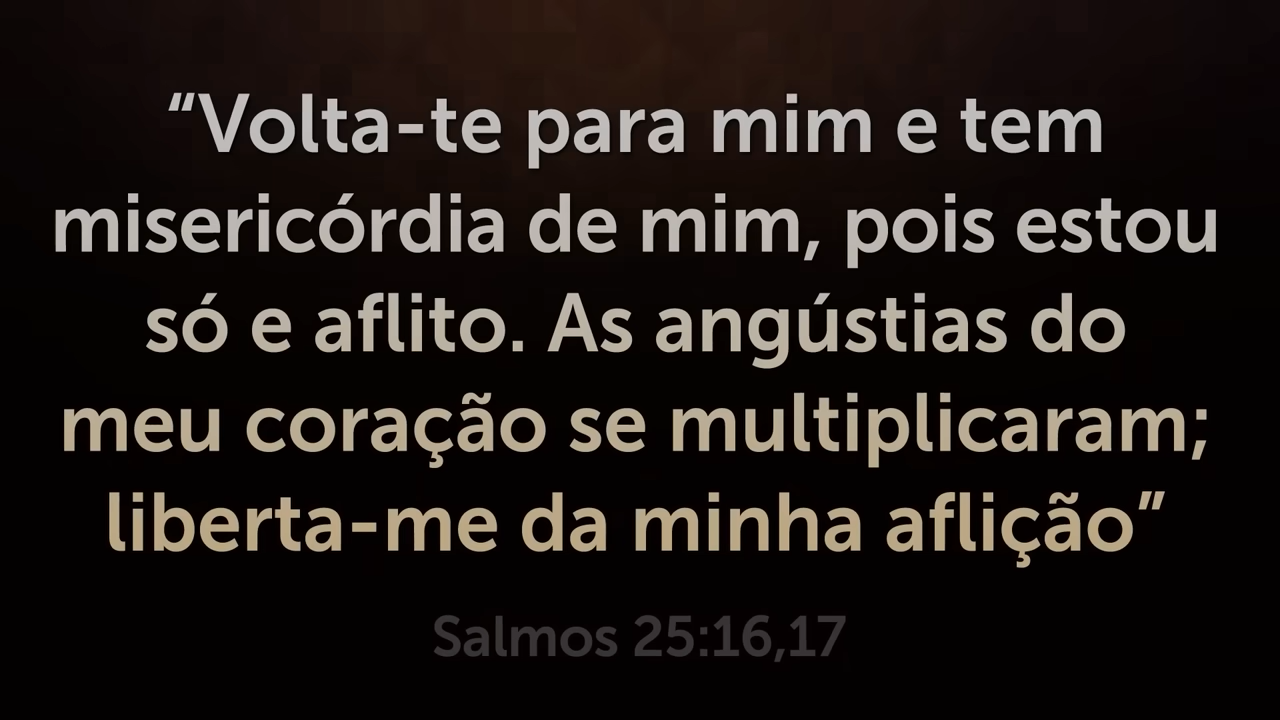 “Volta-te para mim e tem
misericórdia de mim, pois estou
só e aflito. As angústias do
meu coração se multiplicaram;
liberta-me da minha aflição”
Salmos 25:16,17